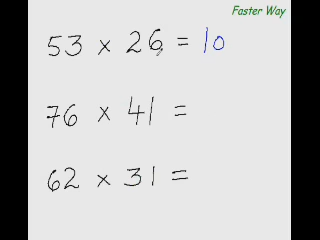 Faster Way
53 × 26 = 10
76 × 41 =
62 × 31 =